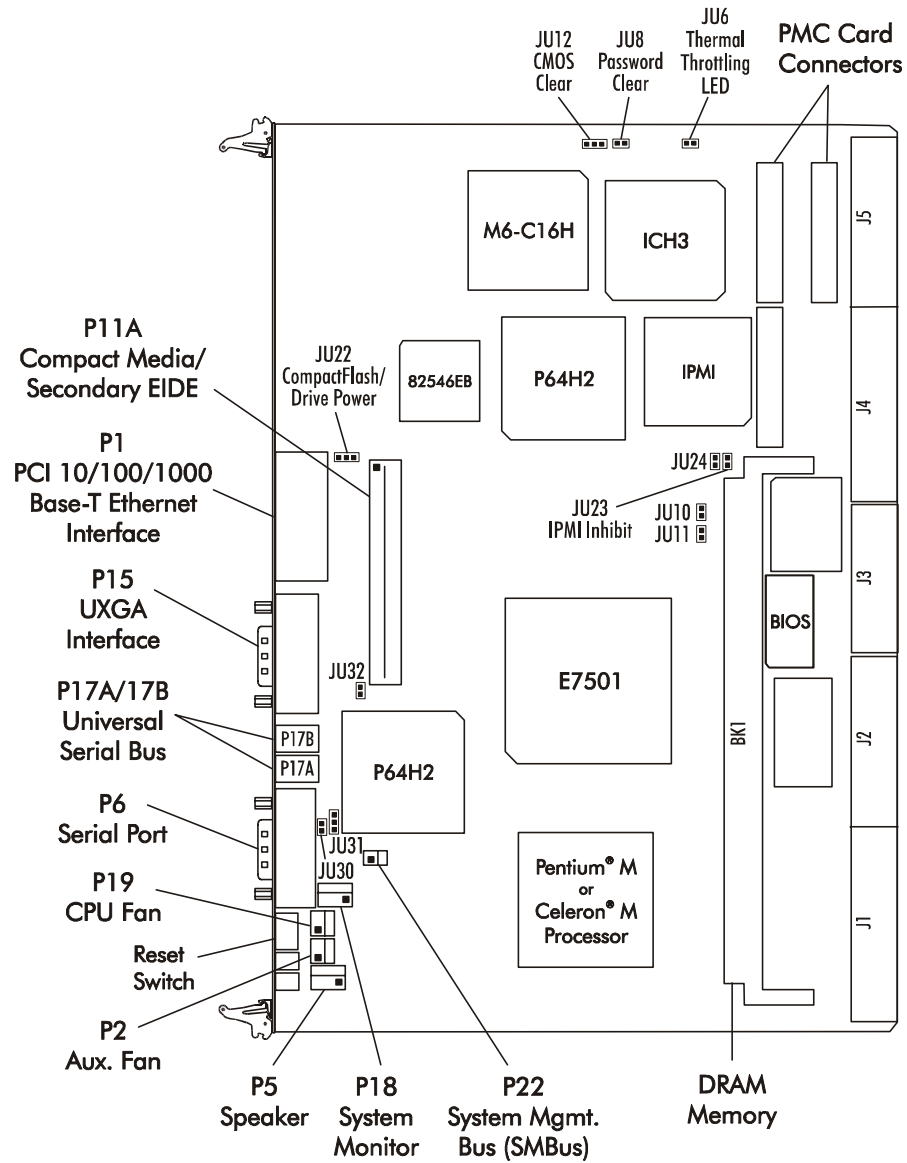 JU12
CMOS
Clear
JU8
Password
Clear
JU6
Thermal
Throttling
LED
PMC Card
Connectors
M6-C16H
ICH3
J5
P11A
Compact Media/
Secondary EIDE
JU22
CompactFlash/
Drive Power
82546EB
P64H2
IPMI
J4
P1
PCI 10/100/1000
Base-T Ethernet
Interface
JU24
JU23
IPMI Inhibit
JU10
JU11
J3
P15
UXGA
Interface
BIOS
E7501
JU32
P17A/17B
Universal
Serial Bus
P17B
P17A
P64H2
BK1
J2
P6
Serial Port
JU31
JU30
P19
CPU Fan
Pentium® M
or
Celeron® M
Processor
J1
Reset
Switch
P2
Aux. Fan
P5
Speaker
P18
System
Monitor
P22
System Mgmt.
Bus (SMBus)
DRAM
Memory